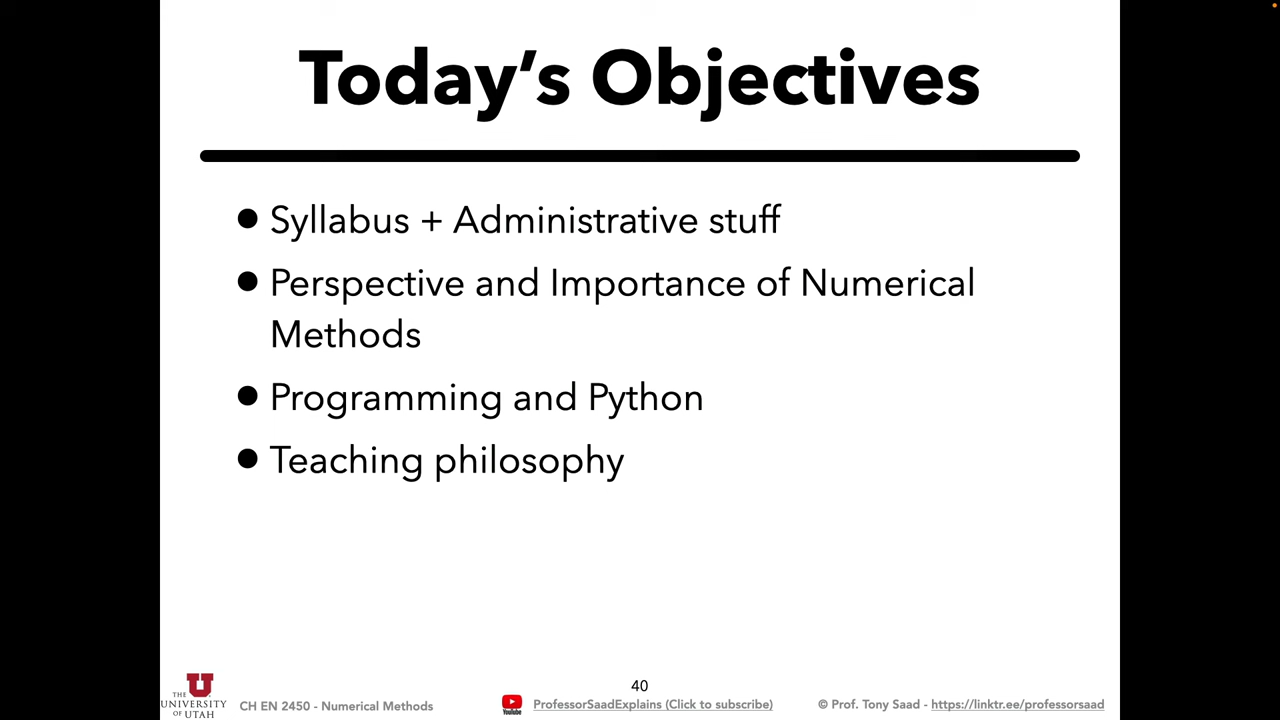 Today’s Objectives
● Syllabus + Administrative stuff
● Perspective and Importance of Numerical
Methods
● Programming and Python
● Teaching philosophy
40
THE
UNIVERSITY
OF UTAH
CH EN 2450 - Numerical Methods
YouTube
ProfessorSaadExplains (Click to subscribe)
© Prof. Tony Saad - https://linktr.ee/professorsaad